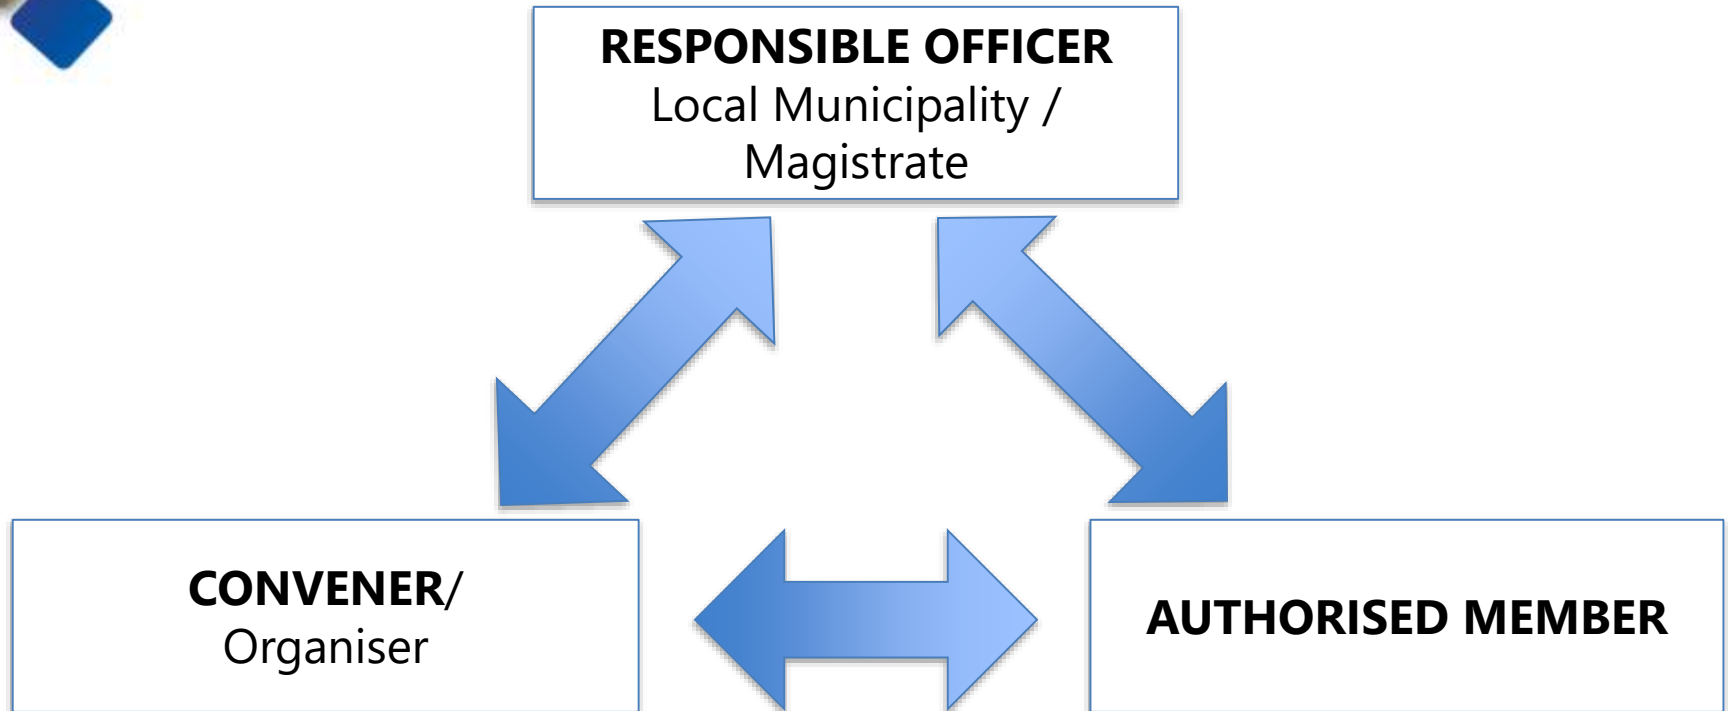 RESPONSIBLE OFFICER
Local Municipality /
Magistrate
CONVENER/
Organiser
AUTHORISED MEMBER